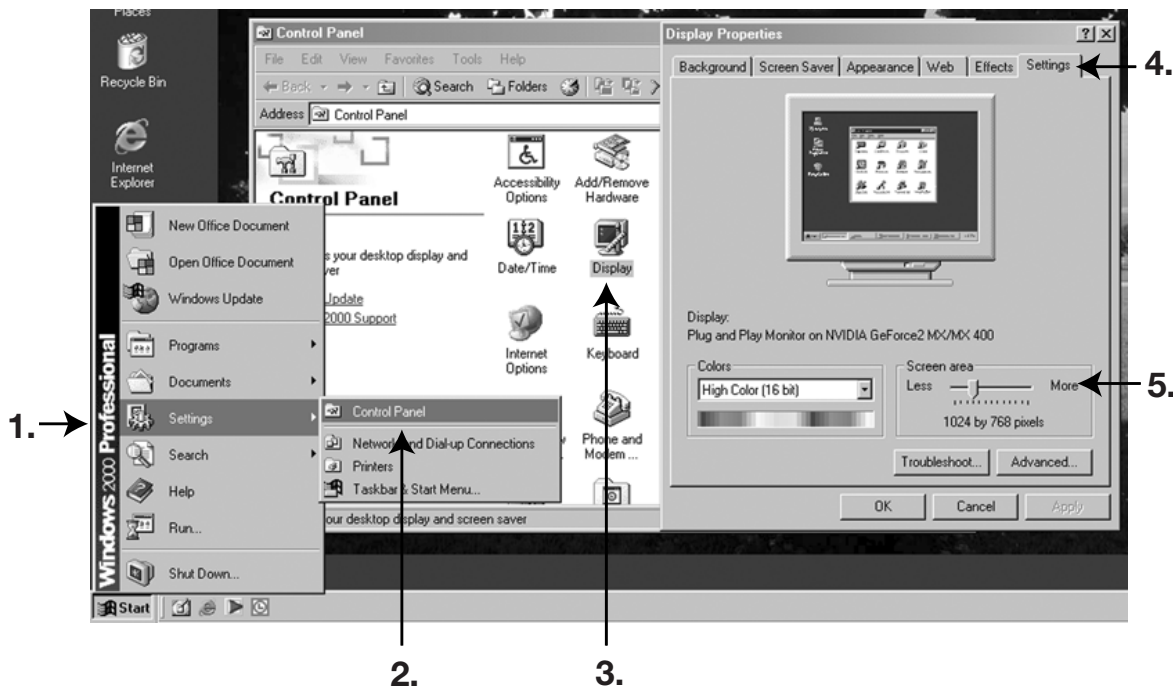 Places
Recycle Bin
Internet
Explorer
Control Panel
File Edit View Favorites Tools Help
Back Search Folders
Address Control Panel
Control Panel
s your desktop display and
ver
Update
2000 Support
Accessibility
Options
Add/Remove
Hardware
Date/Time
Display
Internet
Options
Keyboard
Phone and
Modem ...
our desktop display and screen saver
Windows 2000 Professional
New Office Document
Open Office Document
Windows Update
Programs
Documents
Settings
Search
Help
Run...
Shut Down...
Control Panel
Network and Dial-up Connections
Printers
Taskbar & Start Menu...
Start
Display Properties
Background Screen Saver Appearance Web Effects Settings
Display:
Plug and Play Monitor on NVIDIA GeForce2 MX/MX 400
Colors
High Color (16 bit)
Screen area
Less More
1024 by 768 pixels
Troubleshoot... Advanced...
OK Cancel Apply
1.
2.
3.
4.
5.